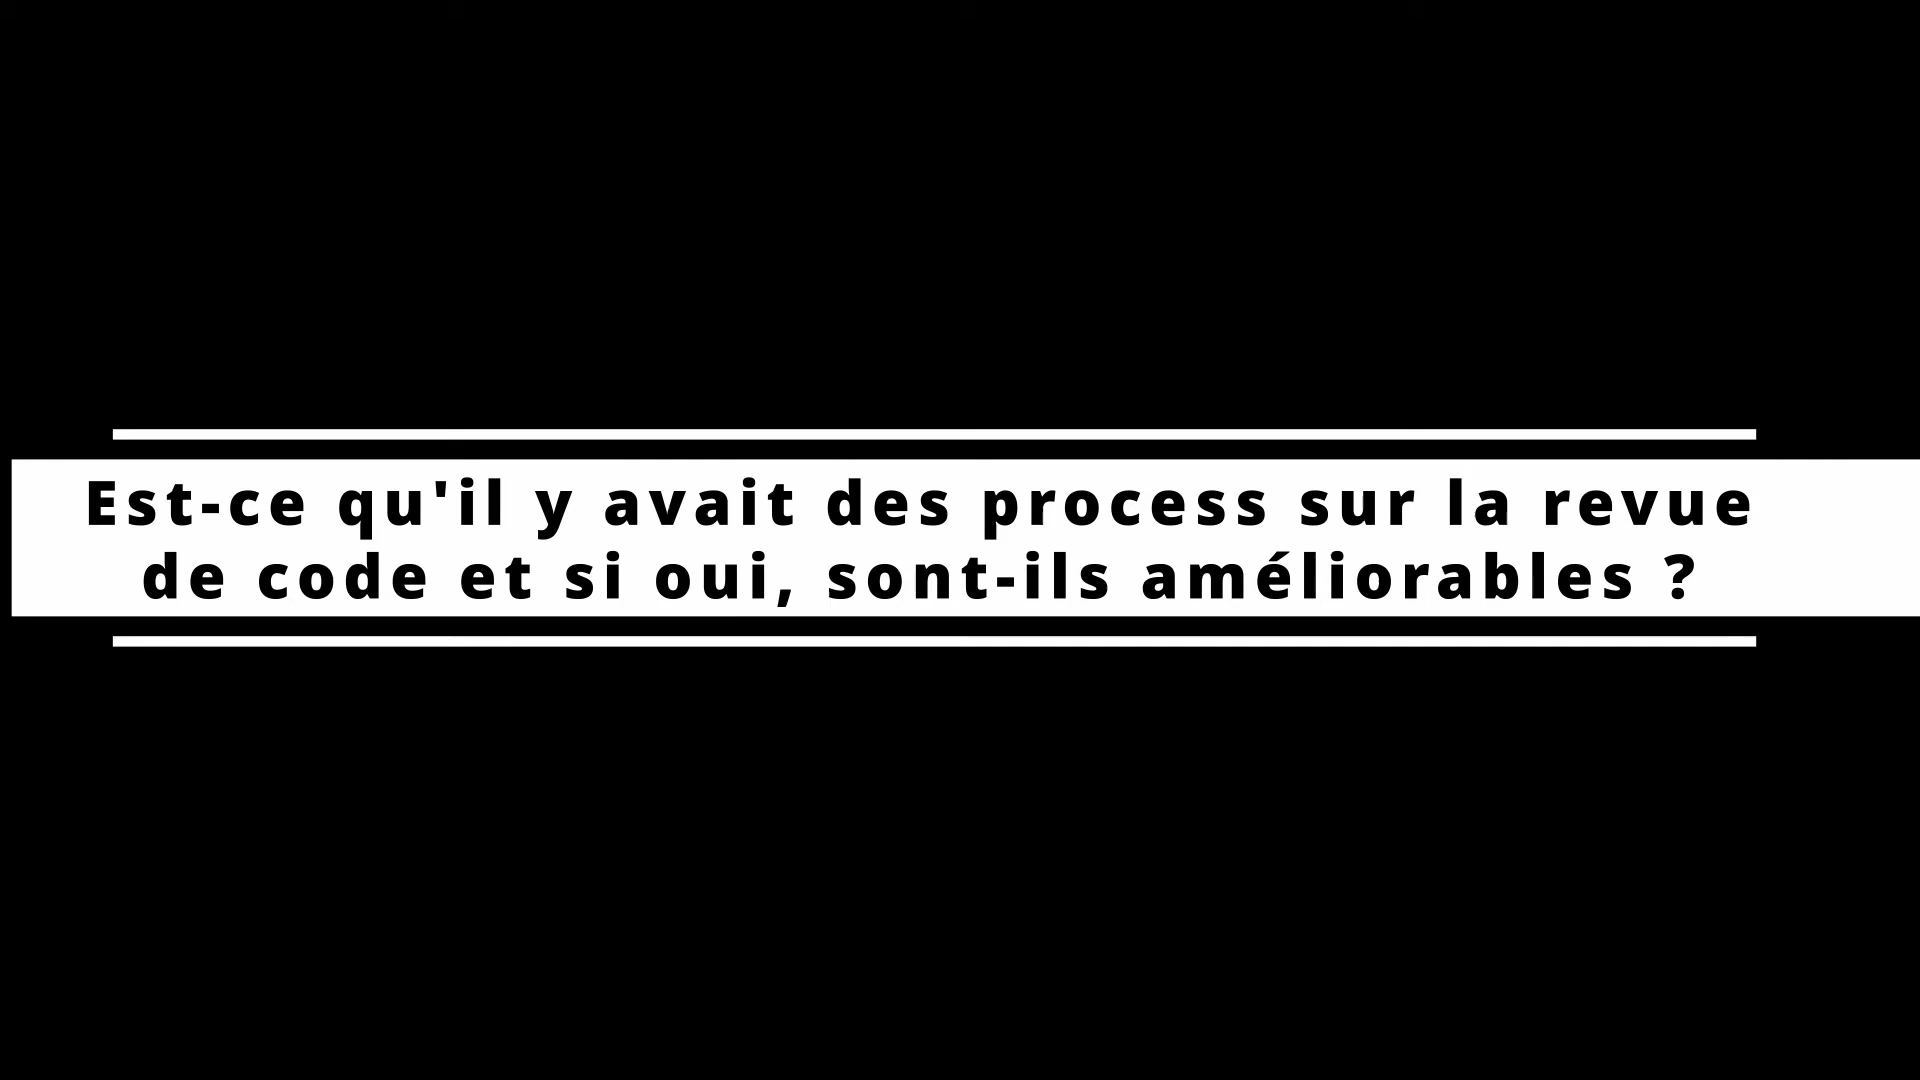 Est-ce qu'il y avait des process sur la revue
de code et si oui, sont-ils améliorables ?